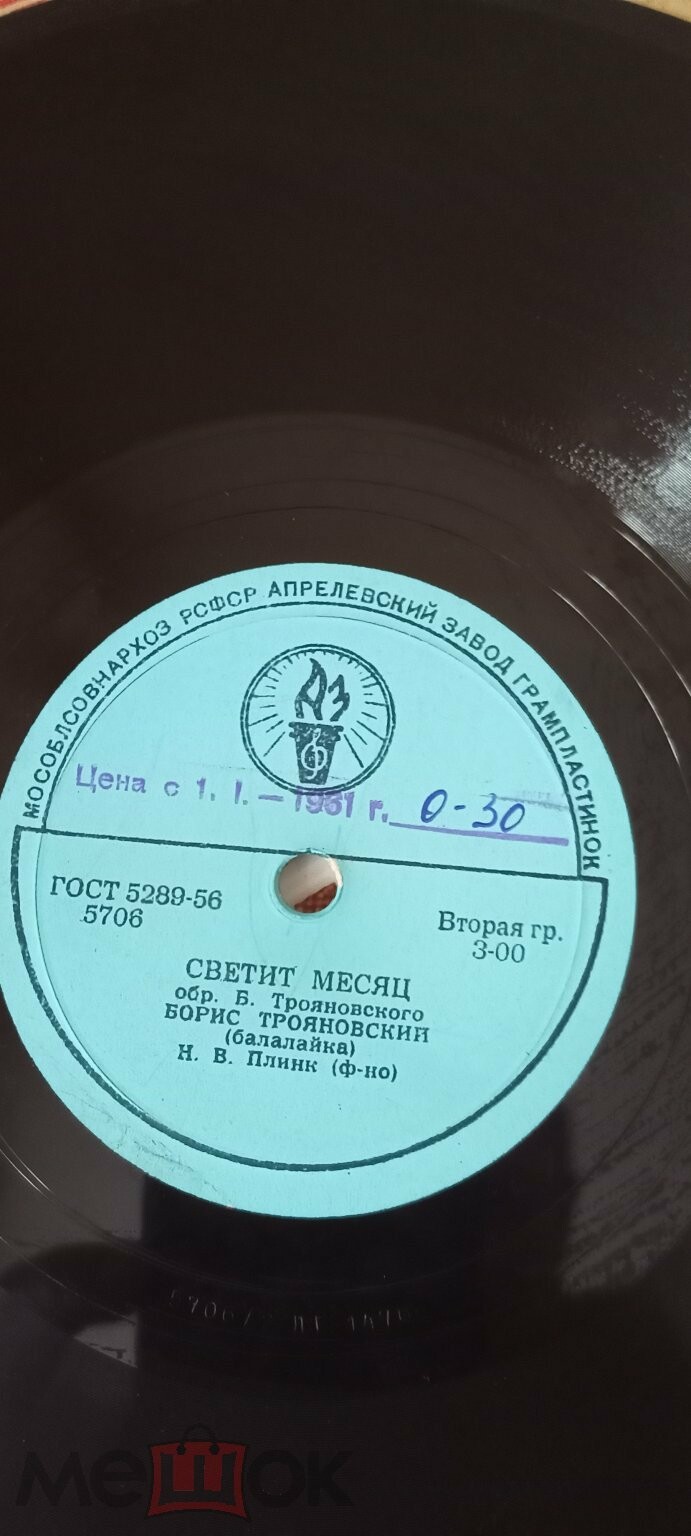 МОСОБЛСОВНАРХОЗ РСФСР АПРЕЛЕВСКИЙ ЗАВОД ГРАМПЛАСТИНОК
АЗ
Цена с 1. I. — 1961 г. 0-30
ГОСТ 5289-56
5706
Вторая гр.
3-00
СВЕТИТ МЕСЯЦ
обр. Б. Трояновского
БОРИС ТРОЯНОВСКИЙ
(балалайка)
Н. В. Плинк (ф-но)
мешок